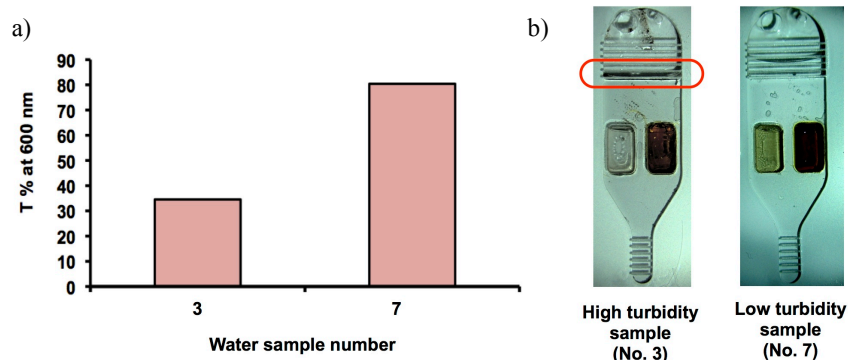 a)
T % at 600 nm
90
80
70
60
50
40
30
20
10
0
3
7
Water sample number
b)
High turbidity
sample
(No. 3)
Low turbidity
sample
(No. 7)